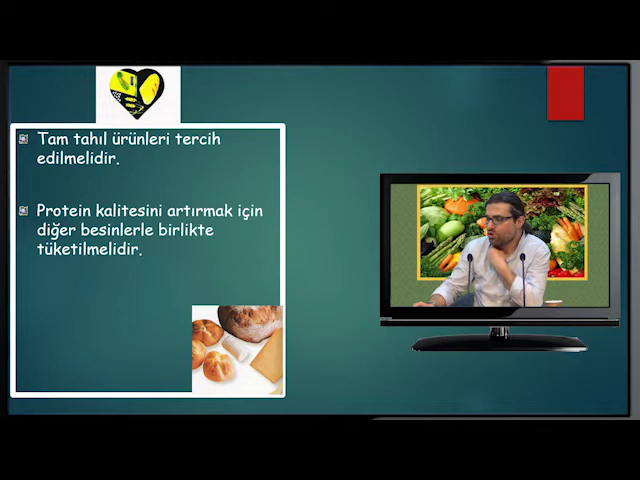 Tam tahıl ürünleri tercih
edilmelidir.
Protein kalitesini artırmak için
diğer besinlerle birlikte
tüketilmelidir.